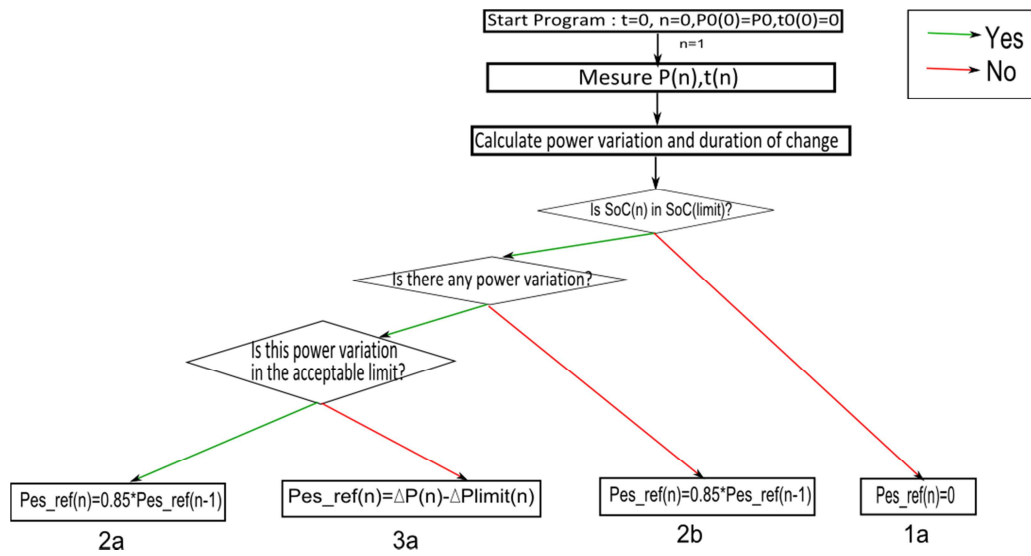 Start Program : t=0, n=0,P0(0)=P0,t0(0)=0
n=1
Mesure P(n),t(n)
Calculate power variation and duration of change
Is SoC(n) in SoC(limit)?
Is there any power variation?
Is this power variation
in the acceptable limit?
Pes_ref(n)=0.85*Pes_ref(n-1)
Pes_ref(n)=ΔP(n)-ΔPlimit(n)
Pes_ref(n)=0.85*Pes_ref(n-1)
Pes_ref(n)=0
2a
3a
2b
1a
Yes
No